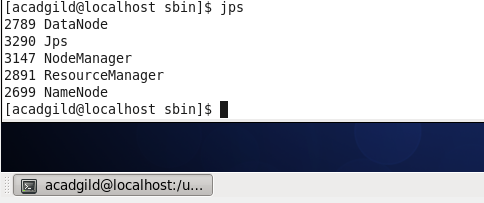 [acadgild@localhost sbin]$ jps
2789 DataNode
3290 Jps
3147 NodeManager
2891 ResourceManager
2699 NameNode
[acadgild@localhost sbin]$
acadgild@localhost:/u...